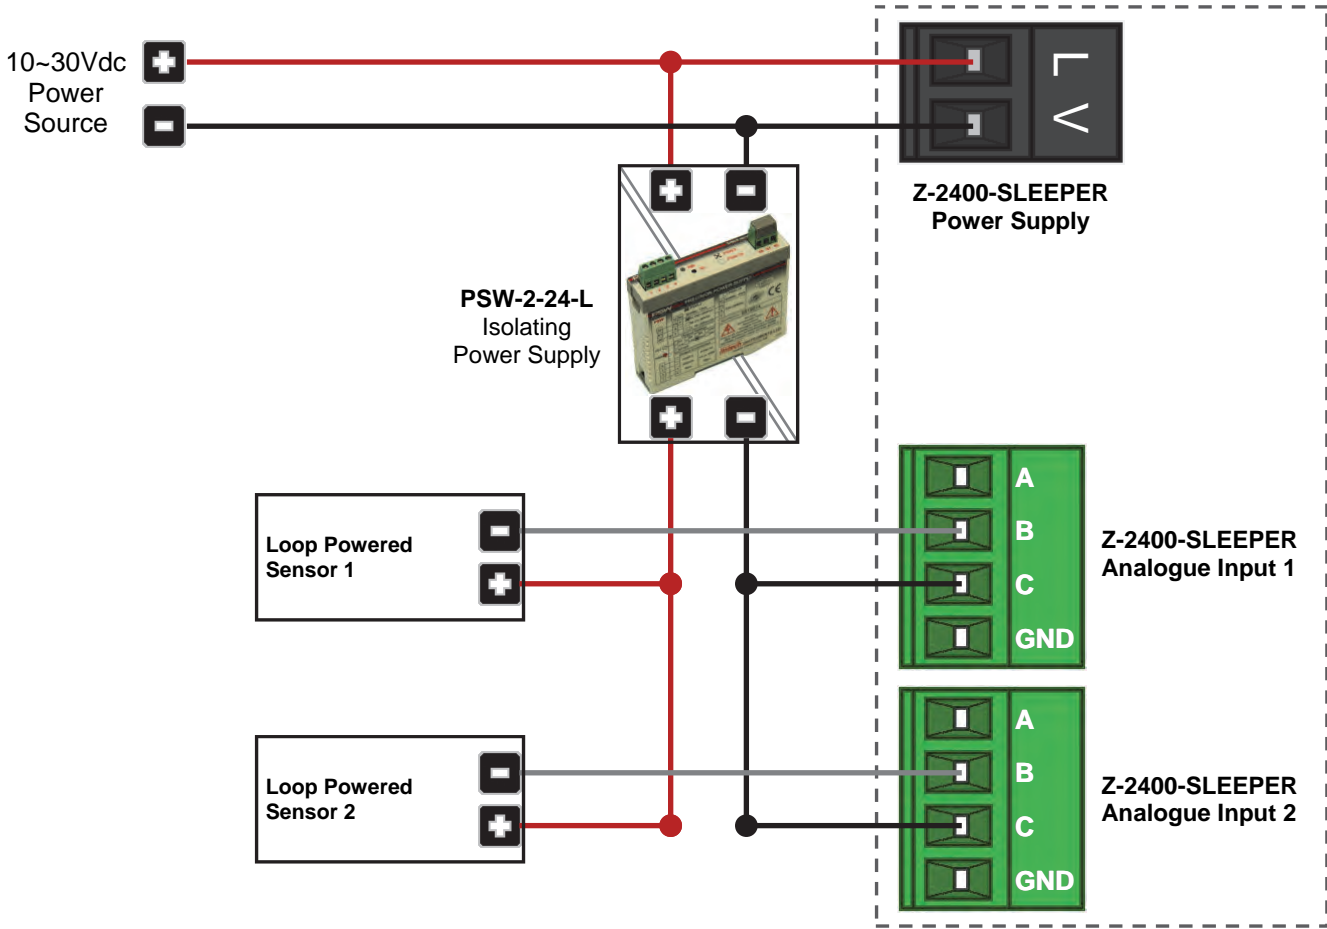 10~30Vdc
Power
Source
L
V
Z-2400-SLEEPER
Power Supply
PSW-2-24-L
Isolating
Power Supply
Loop Powered
Sensor 1
A
B
C
GND
Z-2400-SLEEPER
Analogue Input 1
Loop Powered
Sensor 2
A
B
C
GND
Z-2400-SLEEPER
Analogue Input 2